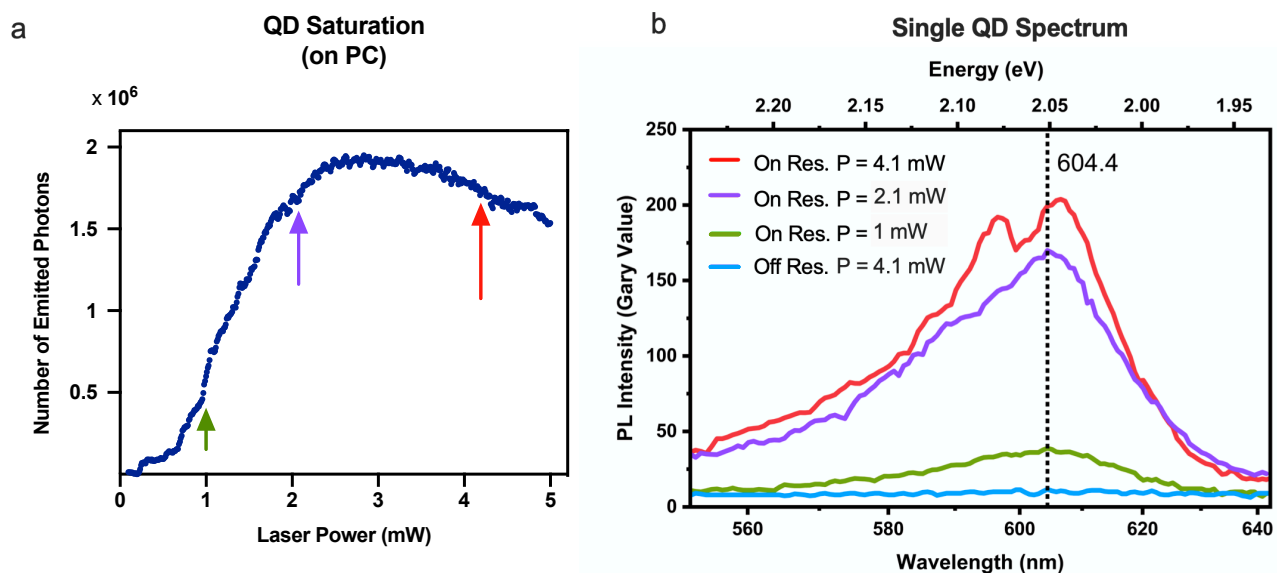 a
QD Saturation
(on PC)
x 10⁶
2
1.5
1
0.5
0 1 2 3 4 5
Number of Emitted Photons
Laser Power (mW)
b
Single QD Spectrum
Energy (eV)
2.20 2.15 2.10 2.05 2.00 1.95
250
200
150
100
50
0
On Res. P = 4.1 mW
On Res. P = 2.1 mW
On Res. P = 1 mW
Off Res. P = 4.1 mW
604.4
PL Intensity (Gary Value)
560 580 600 620 640
Wavelength (nm)